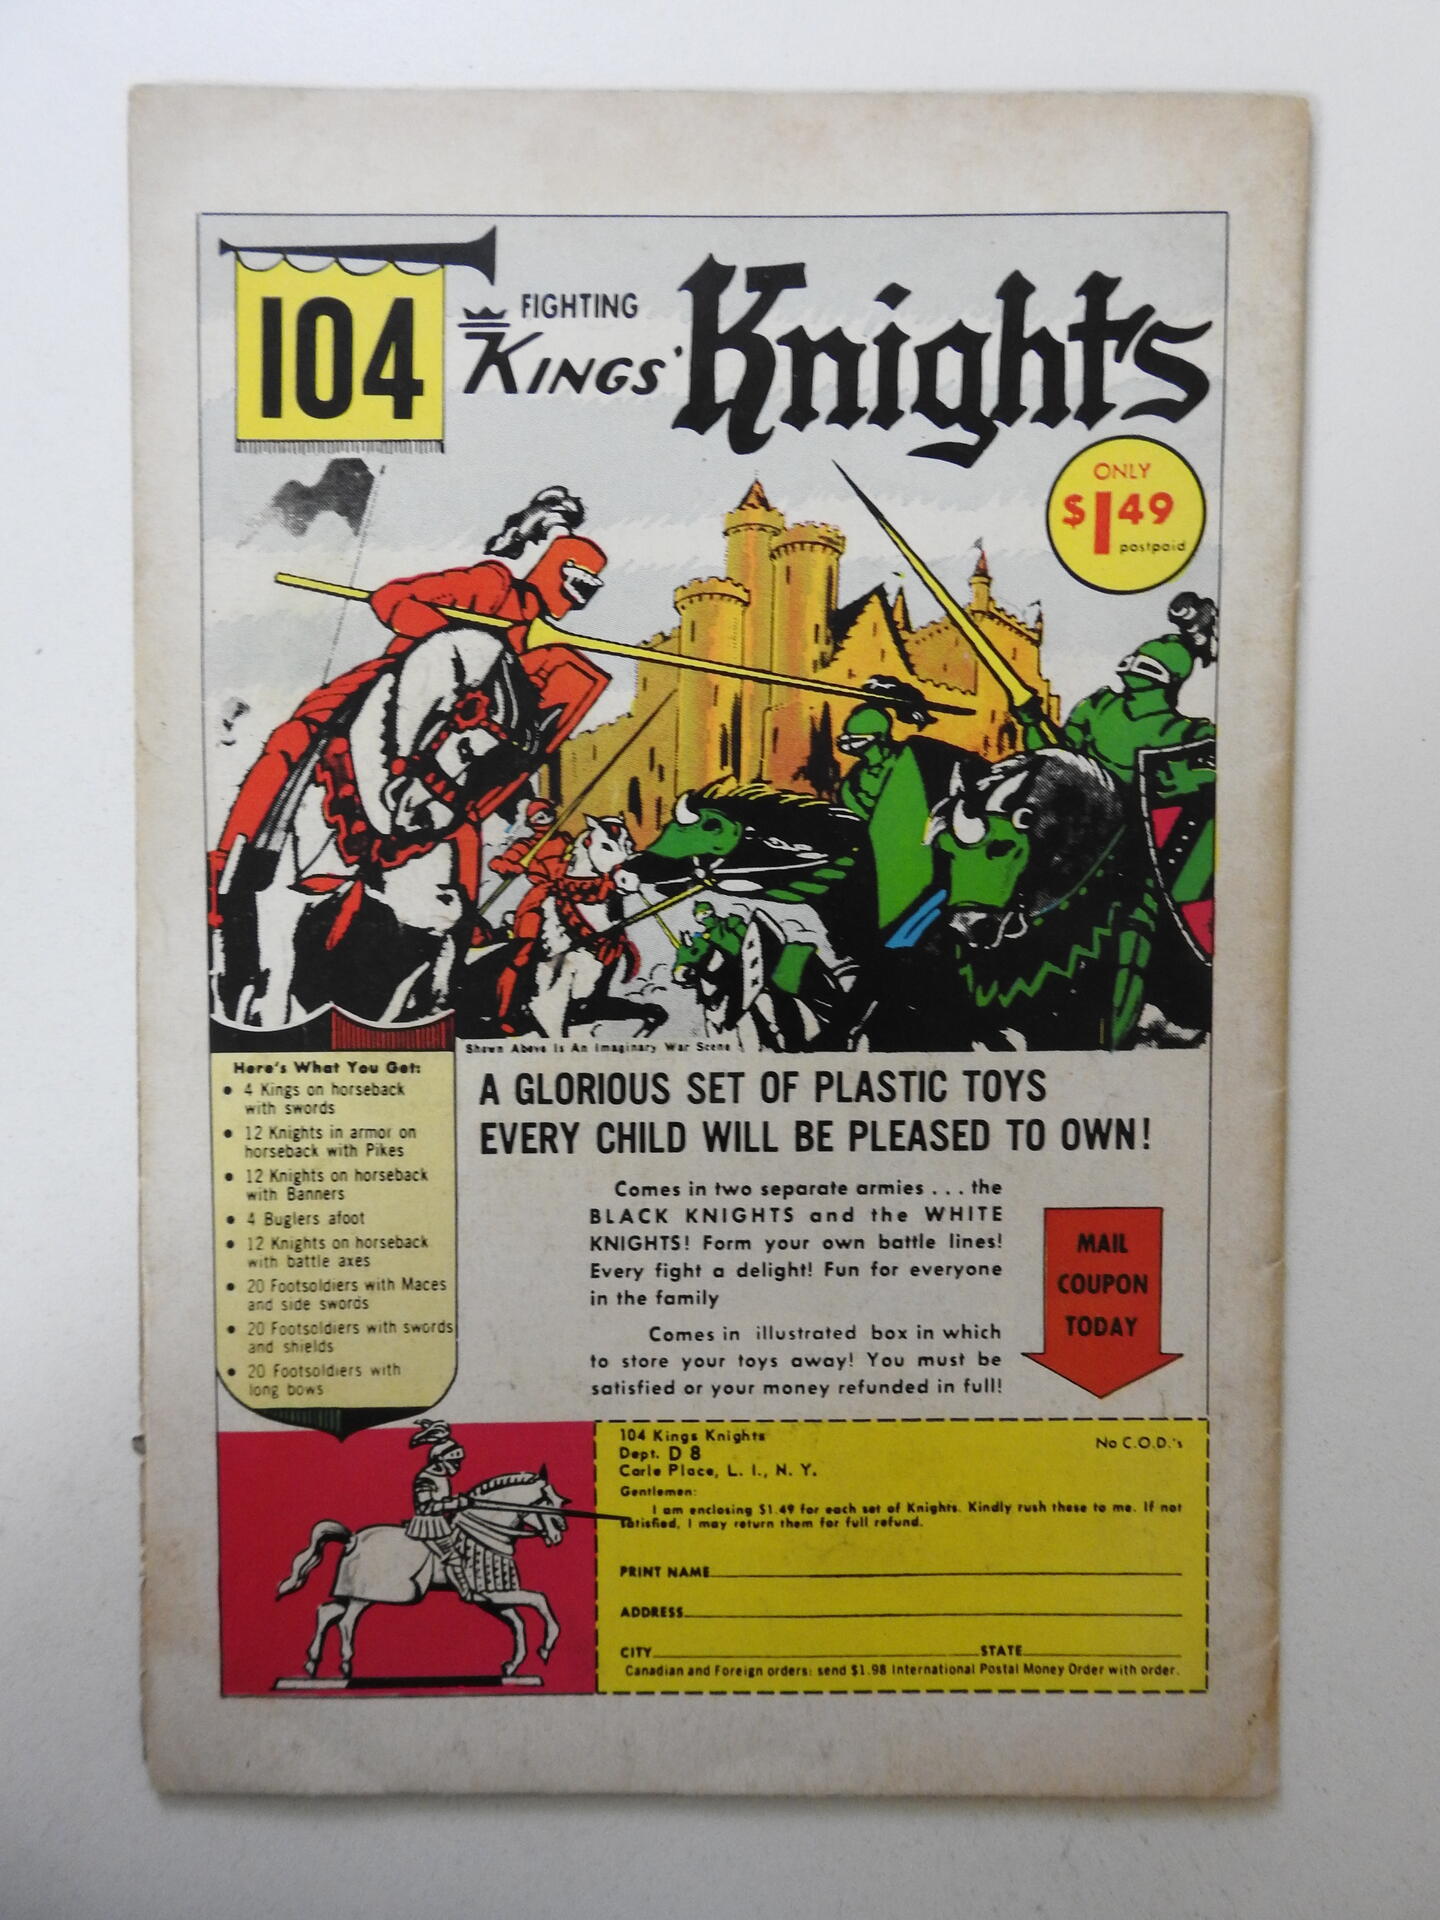 104
FIGHTING
KINGS' Knights
ONLY
$1.49
postpaid
Shown Above Is An Imaginary War Scene
Here's What You Get:
• 4 Kings on horseback
with swords
• 12 Knights in armor on
horseback with Pikes
• 12 Knights on horseback
with Banners
• 4 Buglers afoot
• 12 Knights on horseback
with battle axes
• 20 Footsoldiers with Maces
and side swords
• 20 Footsoldiers with swords
and shields
• 20 Footsoldiers with
long bows
A GLORIOUS SET OF PLASTIC TOYS
EVERY CHILD WILL BE PLEASED TO OWN!
Comes in two separate armies . . . the
BLACK KNIGHTS and the WHITE
KNIGHTS! Form your own battle lines!
Every fight a delight! Fun for everyone
in the family
Comes in illustrated box in which
to store your toys away! You must be
satisfied or your money refunded in full!
MAIL
COUPON
TODAY
104 Kings Knights
Dept. D 8
Carle Place, L. I., N. Y.
No C.O.D.'s
Gentlemen:
I am enclosing $1.49 for each set of Knights. Kindly rush these to me. If not
satisfied, I may return them for full refund.
PRINT NAME
ADDRESS
CITY STATE
Canadian and Foreign orders: send $1.98 International Postal Money Order with order.